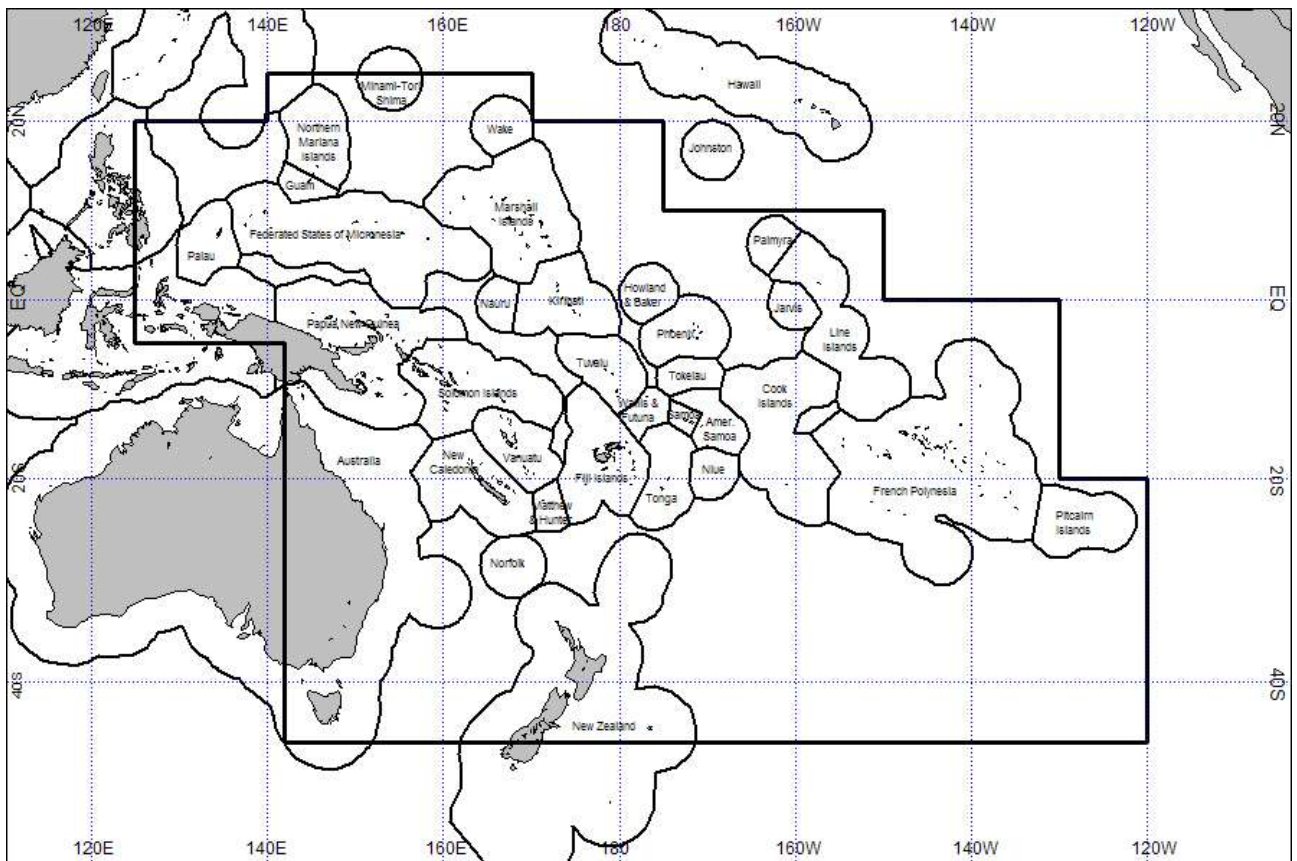 120E 140E 160E 180 160W 140W 120W
Minami-Tori
Shima
Hawaii
20N
20N
Northern
Mariana
Islands
Wake
Johnston
Guam
Marshall
Islands
Federated States of Micronesia
Palmyra
Palau
EQ
EQ
Nauru
Kiribati
Howland
& Baker
Jarvis
Papua New Guinea
Phoenix
Line
Islands
Tuvalu
Tokelau
Solomon Islands
Cook
Islands
Wallis &
Futuna
Samoa
Amer.
Samoa
Australia
New
Caledonia
Vanuatu
Fiji Islands
Niue
20S
20S
Tonga
French Polynesia
Matthew
& Hunter
Pitcairn
Islands
Norfolk
40S
40S
New Zealand
120E 140E 160E 180 160W 140W 120W